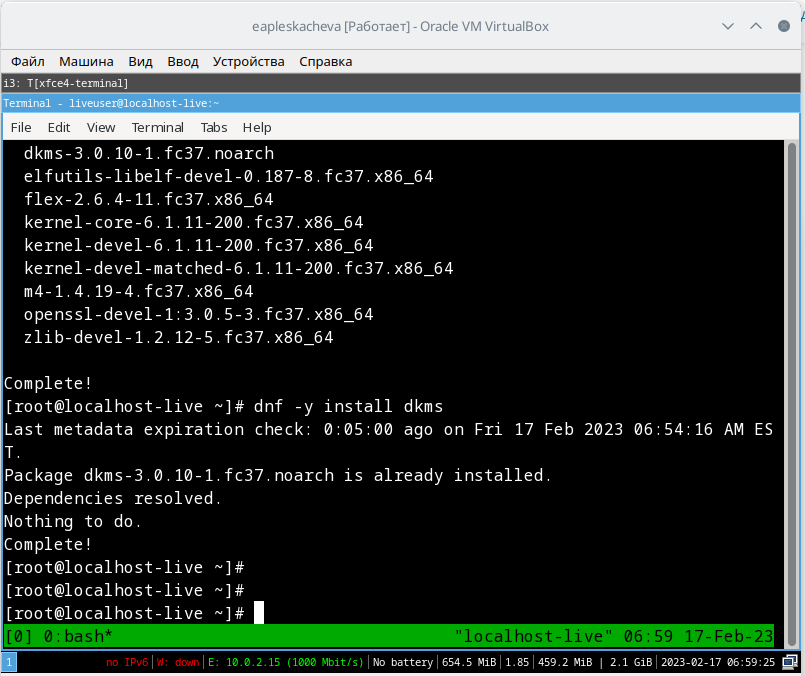 eapleskacheva [Работает] - Oracle VM VirtualBox
Файл Машина Вид Ввод Устройства Справка
i3: T[xfce4-terminal]
Terminal - liveuser@localhost-live:~
File Edit View Terminal Tabs Help
dkms-3.0.10-1.fc37.noarch
elfutils-libelf-devel-0.187-8.fc37.x86_64
flex-2.6.4-11.fc37.x86_64
kernel-core-6.1.11-200.fc37.x86_64
kernel-devel-6.1.11-200.fc37.x86_64
kernel-devel-matched-6.1.11-200.fc37.x86_64
m4-1.4.19-4.fc37.x86_64
openssl-devel-1:3.0.5-3.fc37.x86_64
zlib-devel-1.2.12-5.fc37.x86_64
Complete!
[root@localhost-live ~]# dnf -y install dkms
Last metadata expiration check: 0:05:00 ago on Fri 17 Feb 2023 06:54:16 AM ES
T.
Package dkms-3.0.10-1.fc37.noarch is already installed.
Dependencies resolved.
Nothing to do.
Complete!
[root@localhost-live ~]#
[root@localhost-live ~]#
[root@localhost-live ~]#
[0] 0:bash* "localhost-live" 06:59 17-Feb-23
1 no IPv6 | W: down | E: 10.0.2.15 (1000 Mbit/s) | No battery | 654.5 MiB | 1.85 | 459.2 MiB | 2.1 GiB | 2023-02-17 06:59:25